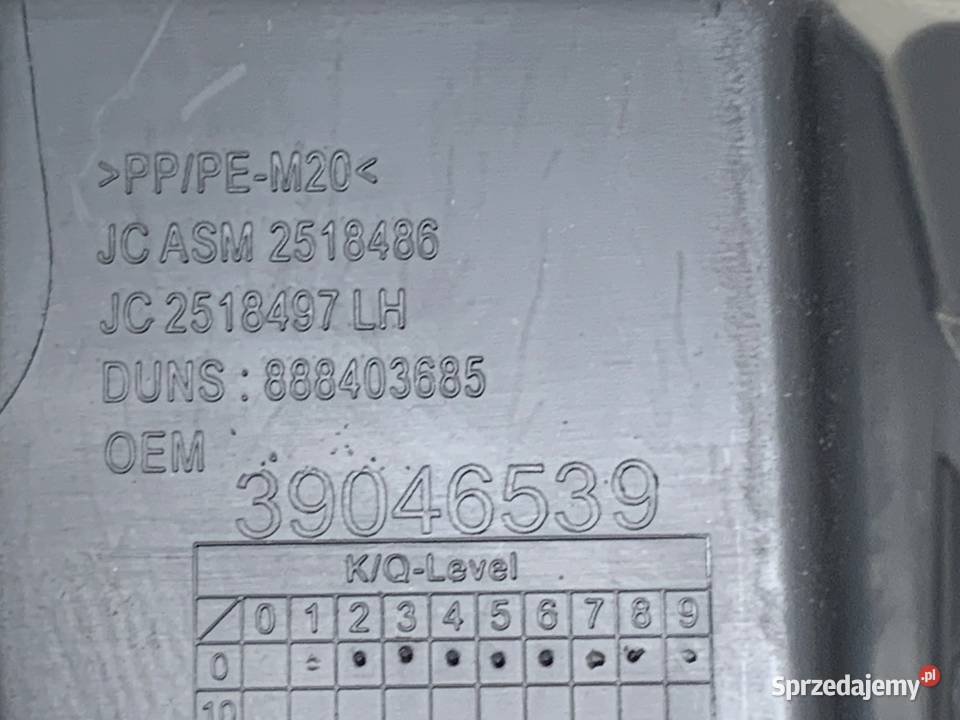 >PP/PE-M20<
JC ASM 2518486
JC 2518497 LH
DUNS : 888403685
OEM
39046539
K/Q-Level
0 1 2 3 4 5 6 7 8 9
0
10
Sprzedajemy.pl